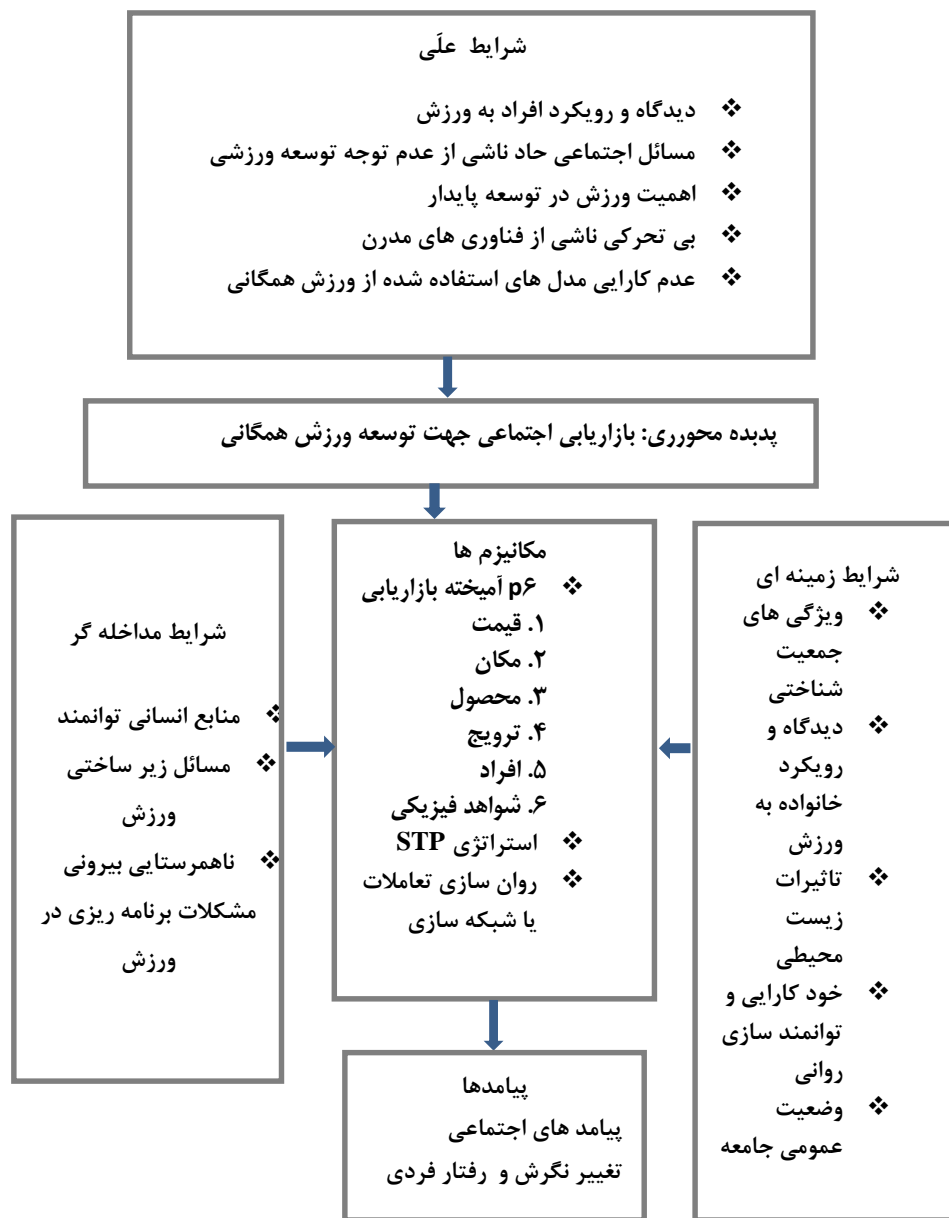 شرایط علّی
❖ دیدگاه و رویکرد افراد به ورزش
❖ مسائل اجتماعی حاد ناشی از عدم توجه توسعه ورزشی
❖ اهمیت ورزش در توسعه پایدار
❖ بی تحرکی ناشی از فناوری های مدرن
❖ عدم کارایی مدل های استفاده شده از ورزش همگانی
پدبده محورری: بازاریابی اجتماعی جهت توسعه ورزش همگانی
شرایط زمینه ای
❖ ویژگی های
جمعیت
شناختی
❖ دیدگاه و
رویکرد
خانواده به
ورزش
❖ تاثیرات
زیست
محیطی
❖ خود کارایی و
توانمند سازی
روانی
❖ وضعیت
عمومی جامعه
مکانیزم ها
❖ p۶ آمیخته بازاریابی
۱. قیمت
۲. مکان
۳. محصول
۴. ترویج
۵. افراد
۶. شواهد فیزیکی
❖ استراتژی STP
❖ روان سازی تعاملات
یا شبکه سازی
شرایط مداخله گر
❖ منابع انسانی توانمند
❖ مسائل زیر ساختی
ورزش
❖ ناهمرستایی بیرونی
مشکلات برنامه ریزی در
ورزش
پیامدها
پیامد های اجتماعی
تغییر نگرش و رفتار فردی